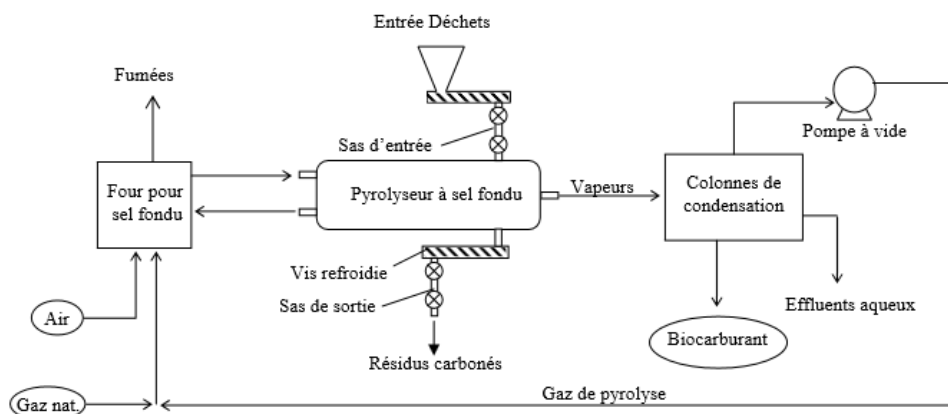 Entrée Déchets
Fumées
Pompe à vide
Sas d'entrée
Four pour
sel fondu
Pyrolyseur à sel fondu
Vapeurs
Colonnes de
condensation
Vis refroidie
Sas de sortie
Effluents aqueux
Air
Biocarburant
Résidus carbonés
Gaz de pyrolyse
Gaz nat.